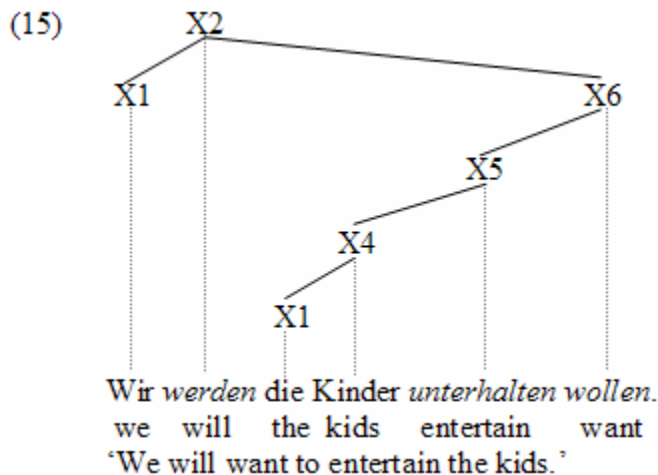 (15) X2
X1 X6
X5
X4
X1
Wir werden die Kinder unterhalten wollen.
we will the kids entertain want
‘We will want to entertain the kids.’